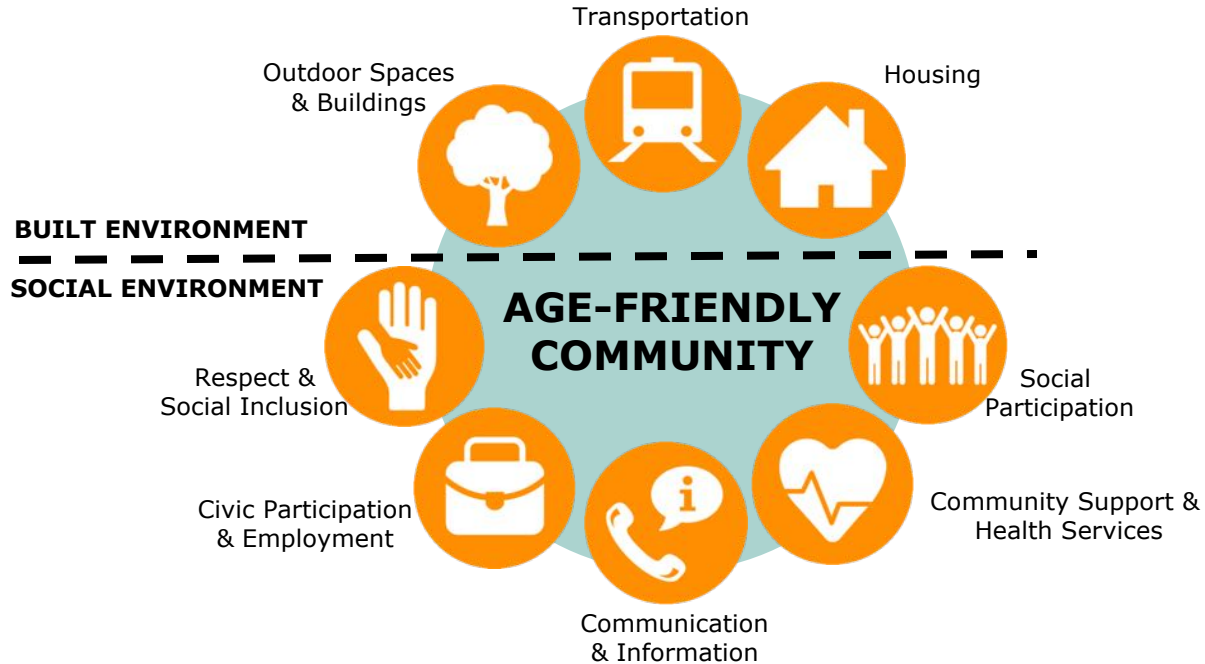 Transportation
Outdoor Spaces
& Buildings
Housing
BUILT ENVIRONMENT
SOCIAL ENVIRONMENT
AGE-FRIENDLY
COMMUNITY
Respect &
Social Inclusion
Social
Participation
Civic Participation
& Employment
i
Community Support &
Health Services
Communication
& Information